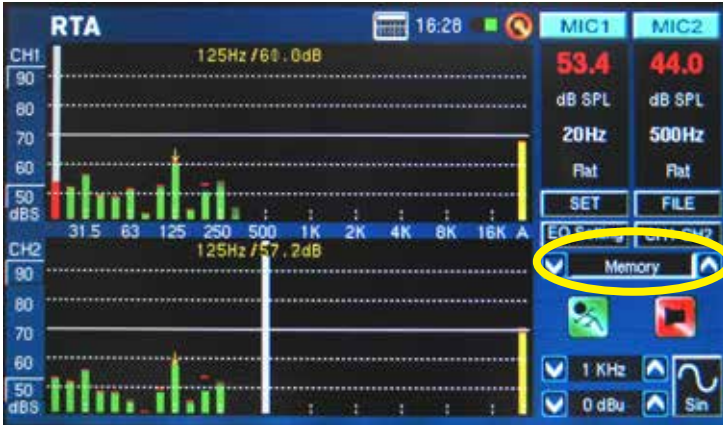 RTA 16:28 MIC1 MIC2
CH1 125Hz
90
80
70
60
50
dBS
31.5 63 125 250 500 1K 2K 4K 8K 16K A
53.4 44.0
dB SPL dB SPL
20Hz 500Hz
Flat Flat
SET FILE
EQ Setting
Memory
CH2 125Hz/57.2dB
90
80
70
60
50
dBS
1 KHz
0 dBu
Sin